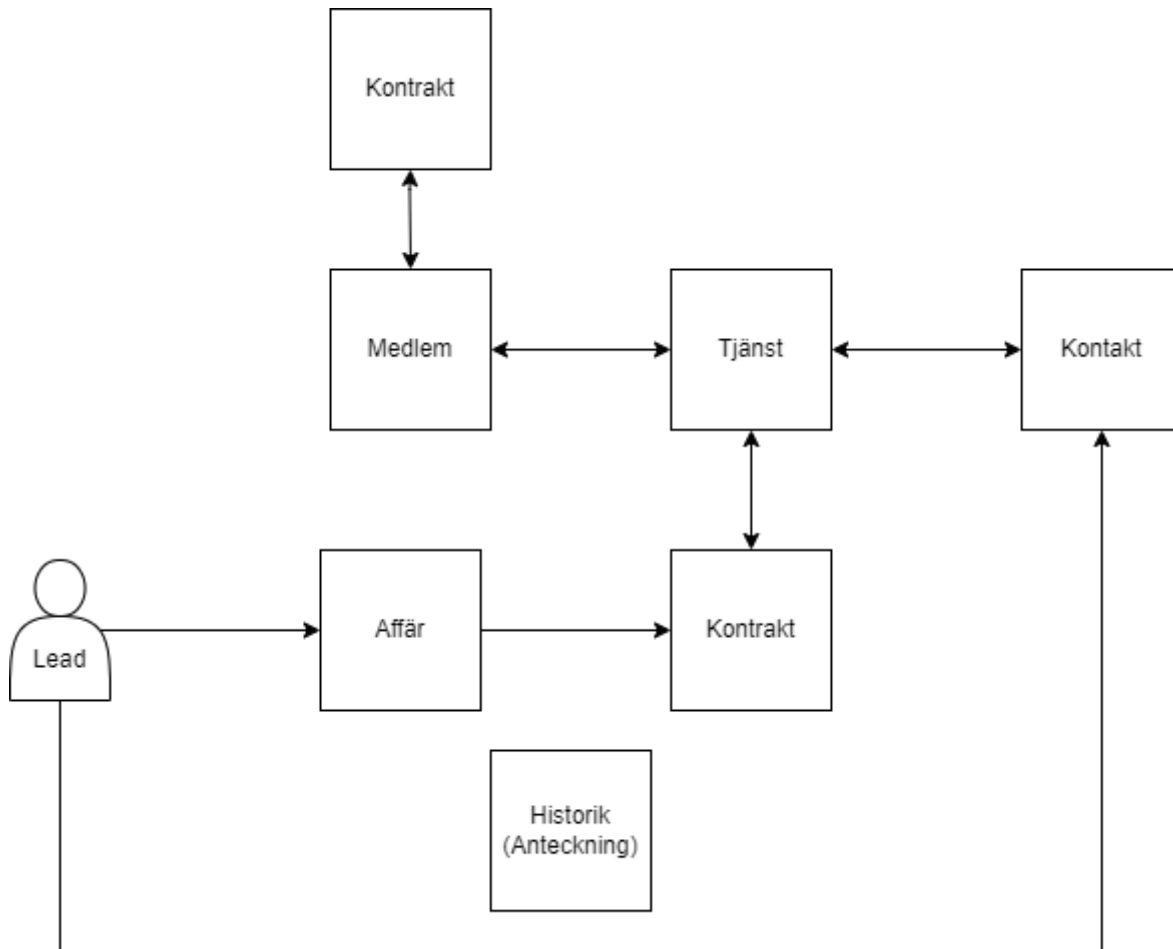 Kontrakt
Medlem
Tjänst
Kontakt
Lead
Affär
Kontrakt
Historik
(Anteckning)